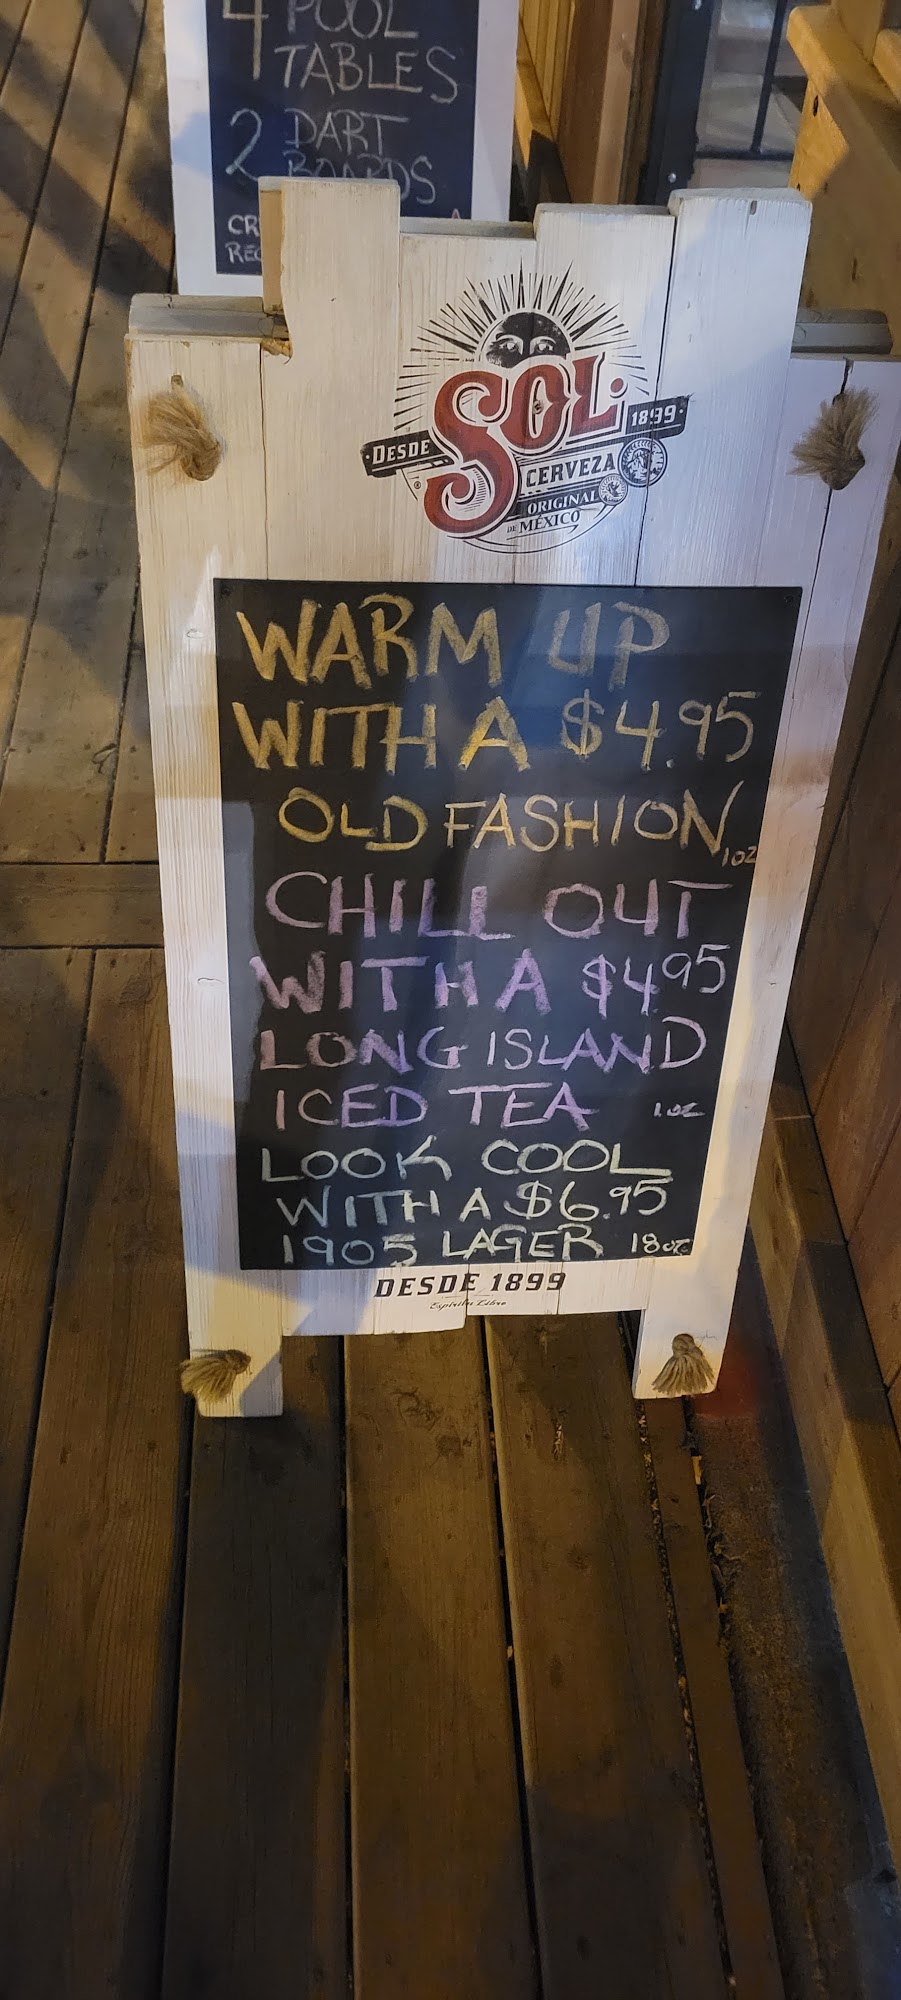 4 POOL
TABLES
2 DART
BOARDS
SOL
DESDE 1899
CERVEZA
ORIGINAL
DE MÉXICO
WARM UP
WITH A $4.95
OLD FASHION 1oz
CHILL OUT
WITH A $4.95
LONG ISLAND
ICED TEA 1oz
LOOK COOL
WITH A $6.95
1905 LAGER 18oz
DESDE 1899
Espíritu Libre